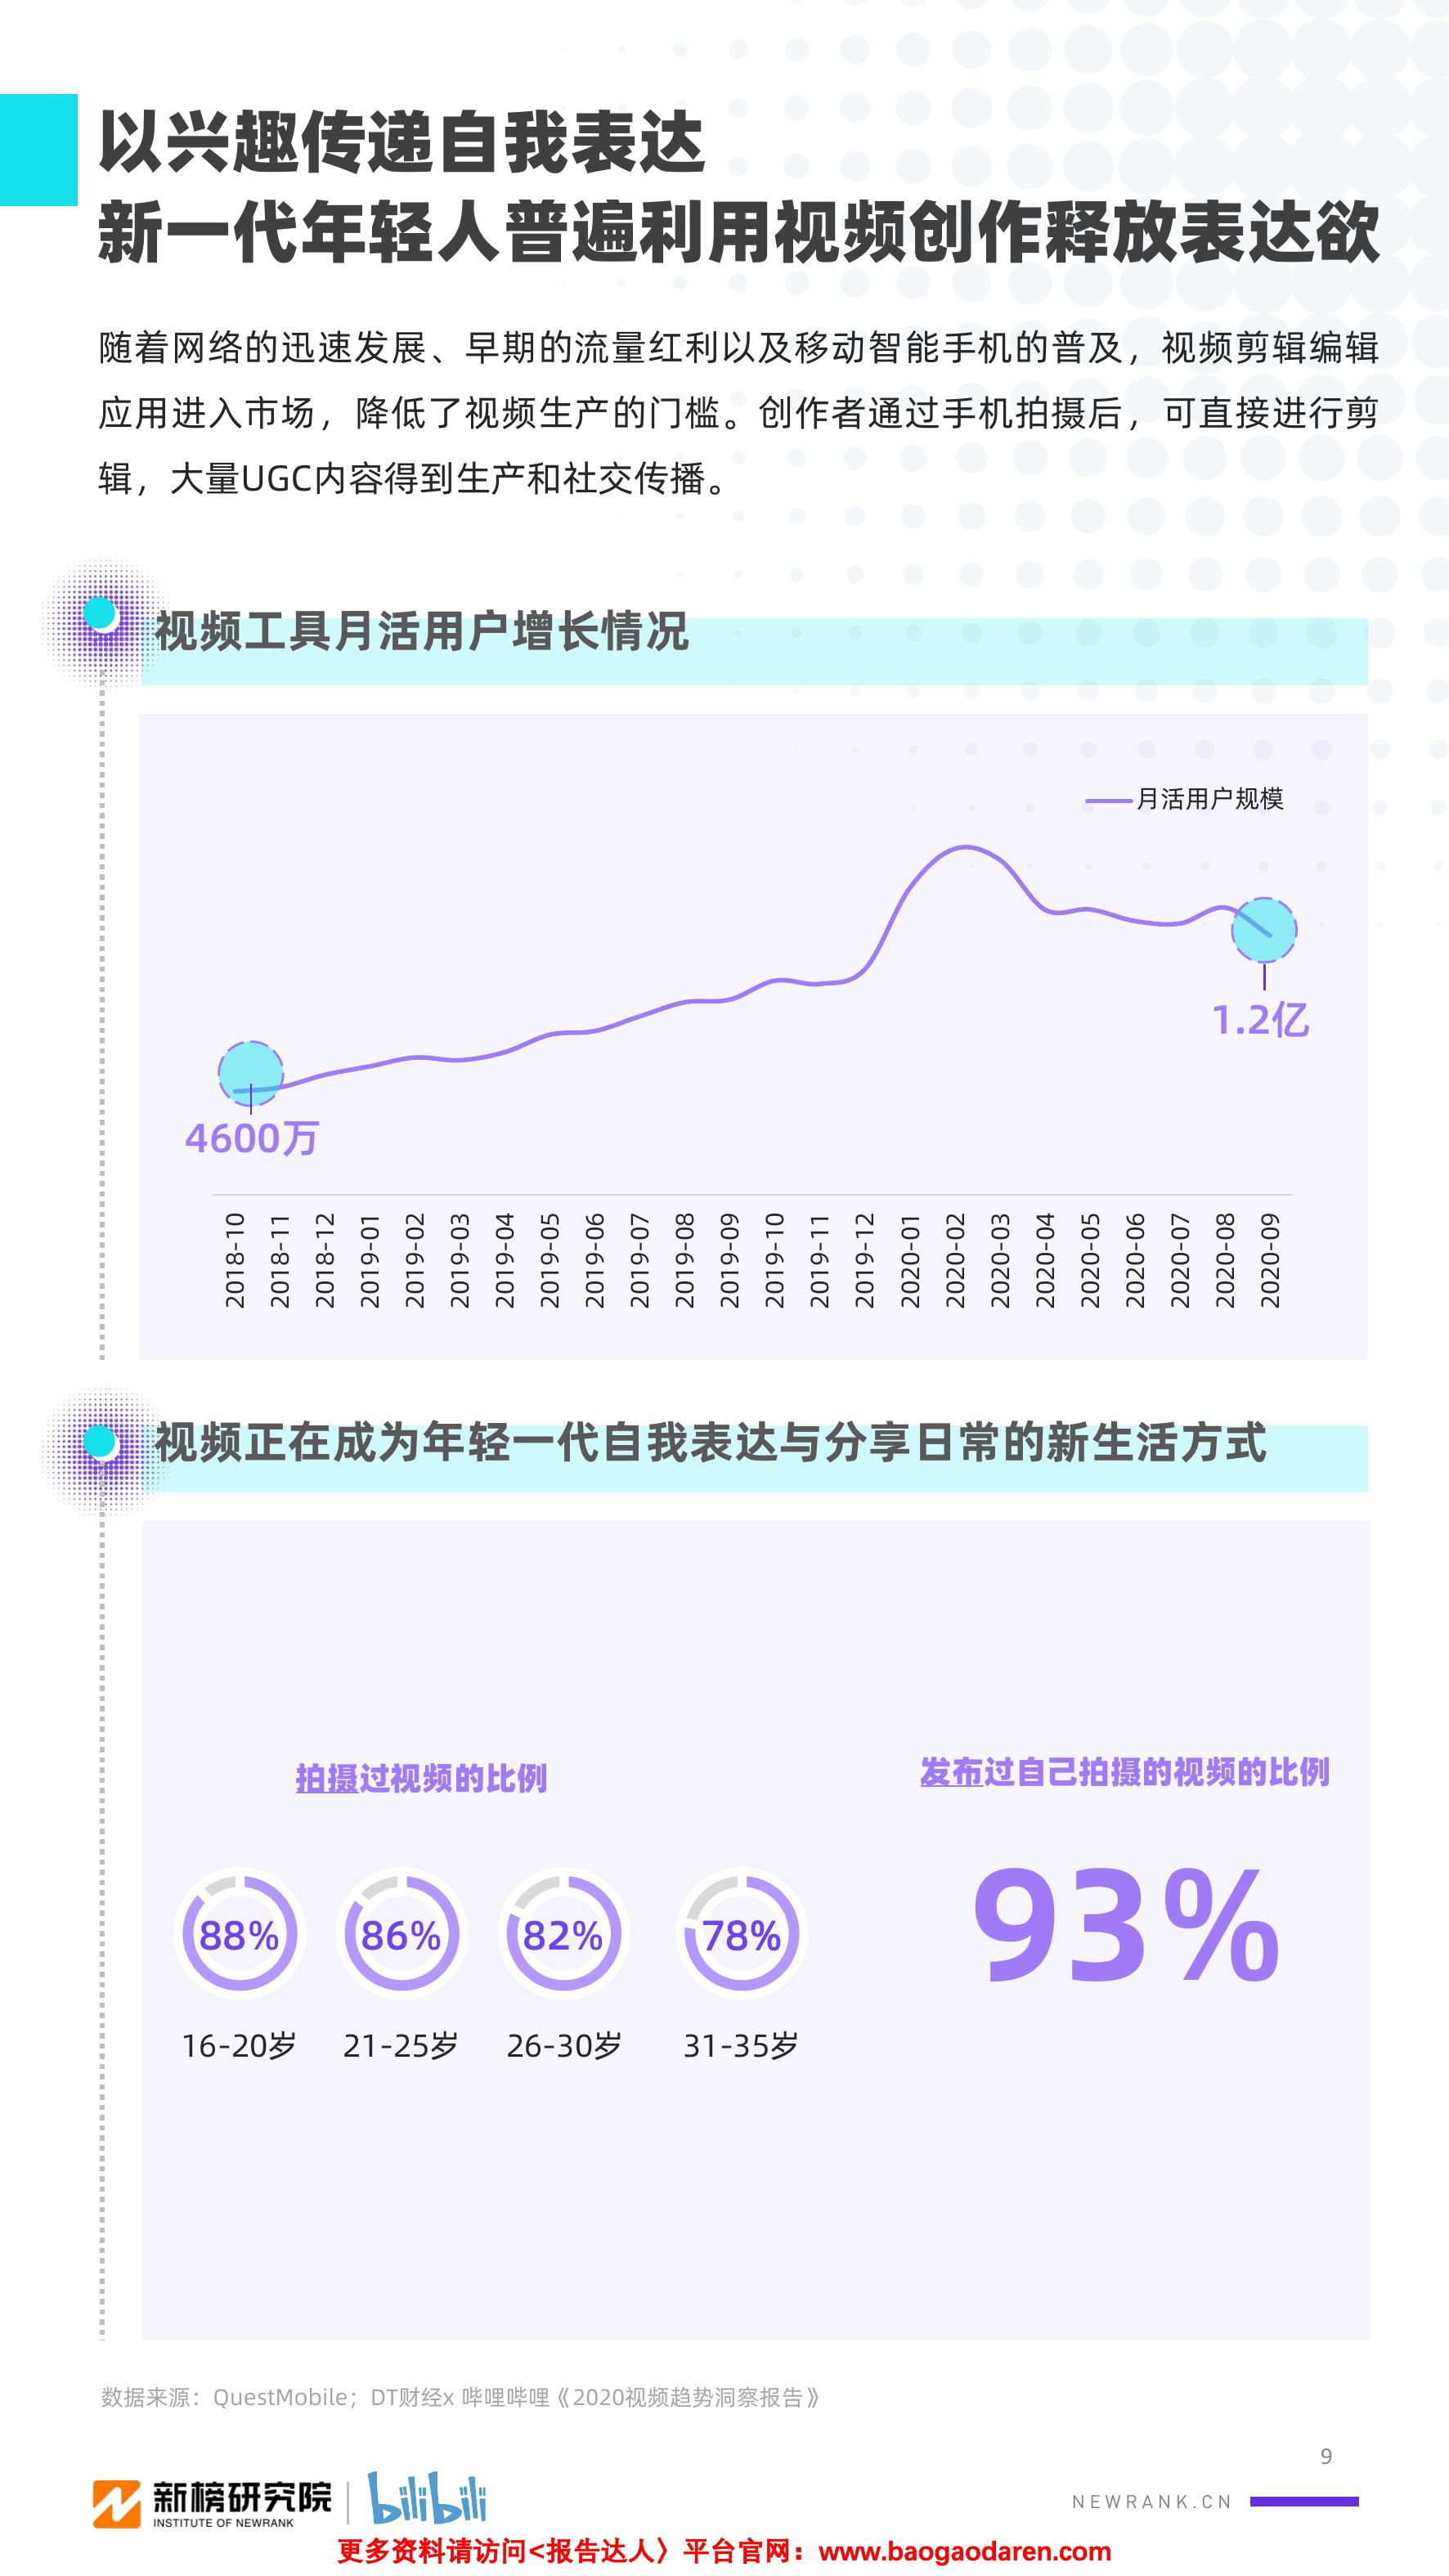 以兴趣传递自我表达
新一代年轻人普遍利用视频创作释放表达欲
随着网络的迅速发展、早期的流量红利以及移动智能手机的普及，视频剪辑编辑
应用进入市场，降低了视频生产的门槛。创作者通过手机拍摄后，可直接进行剪
辑，大量UGC内容得到生产和社交传播。
视频工具月活用户增长情况
月活用户规模
1.2亿
4600万
2018-10
2018-11
2018-12
2019-01
2019-02
2019-03
2019-04
2019-05
2019-06
2019-07
2019-08
2019-09
2019-10
2019-11
2019-12
2020-01
2020-02
2020-03
2020-04
2020-05
2020-06
2020-07
2020-08
2020-09
视频正在成为年轻一代自我表达与分享日常的新生活方式
拍摄过视频的比例
发布过自己拍摄的视频的比例
88%
86%
82%
78%
93%
16-20岁
21-25岁
26-30岁
31-35岁
数据来源：QuestMobile；DT财经x 哔哩哔哩《2020视频趋势洞察报告》
9
新榜研究院
INSTITUTE OF NEWRANK
bilibili
NEWRANK.CN
更多资料请访问<报告达人〉平台官网：www.baogaodaren.com